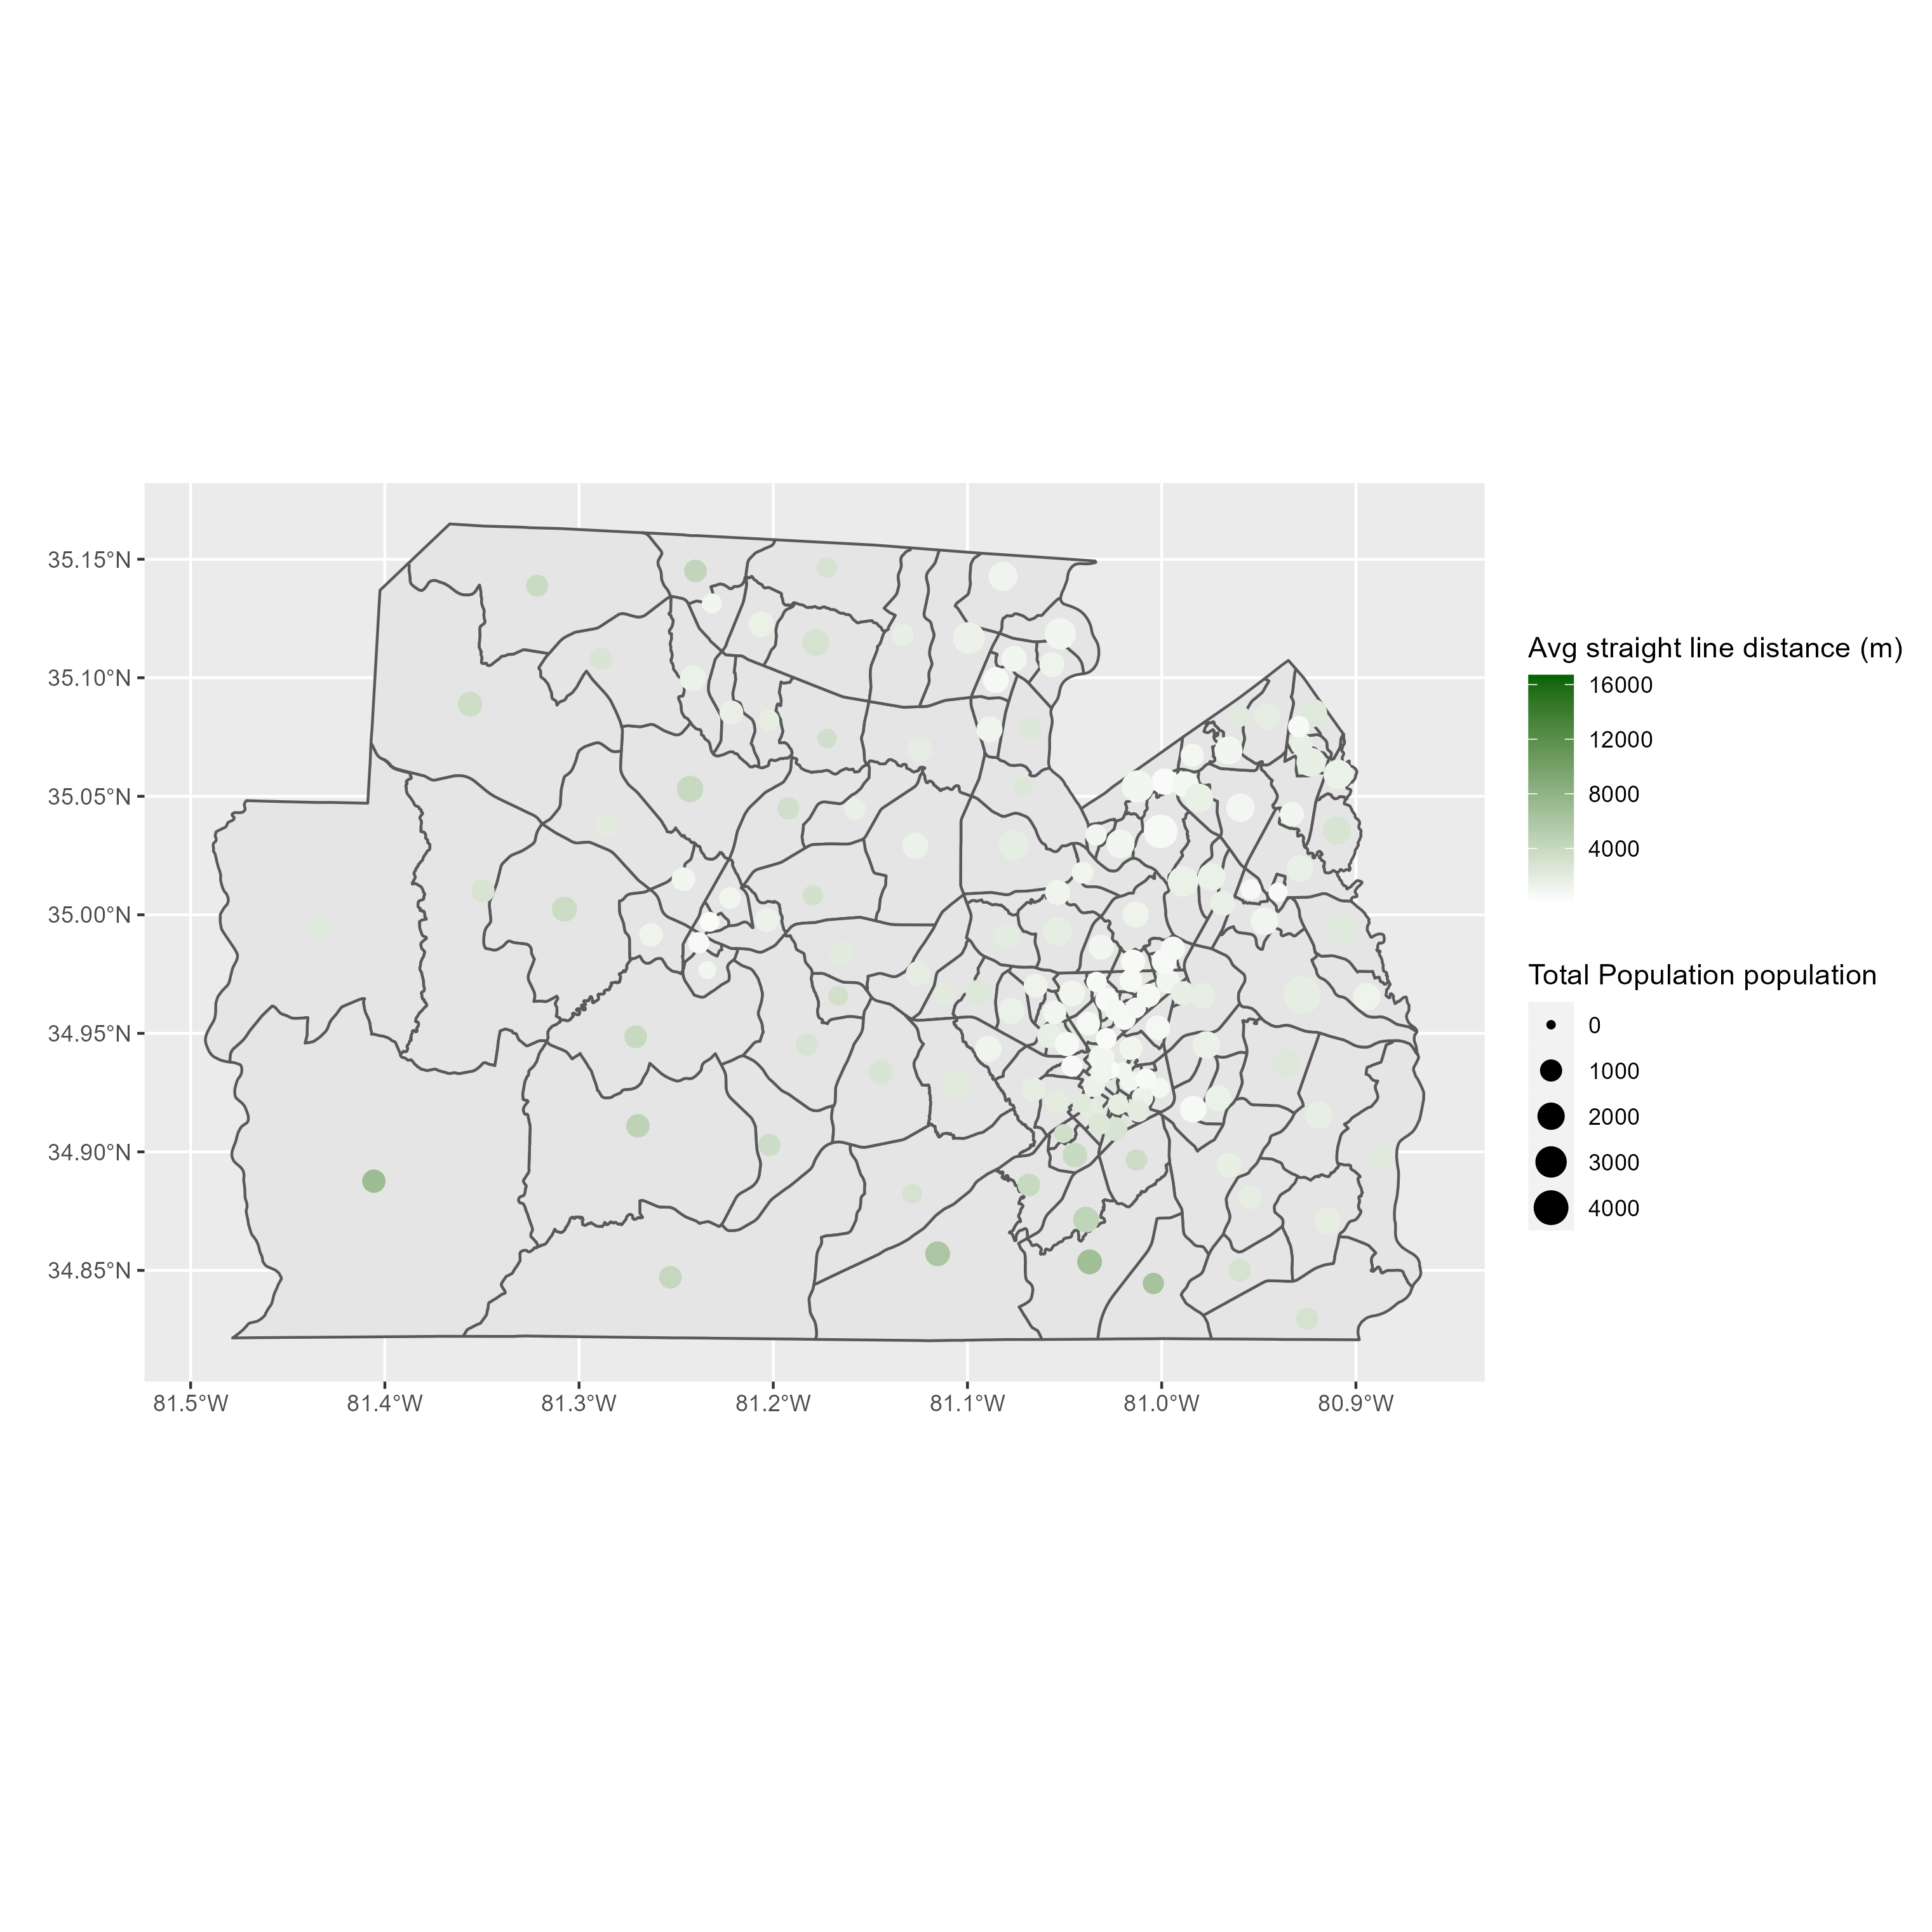 35.15°N
35.10°N
35.05°N
35.00°N
34.95°N
34.90°N
34.85°N
81.5°W
81.4°W
81.3°W
81.2°W
81.1°W
81.0°W
80.9°W
Avg straight line distance (m)
16000
12000
8000
4000
Total Population population
0
1000
2000
3000
4000